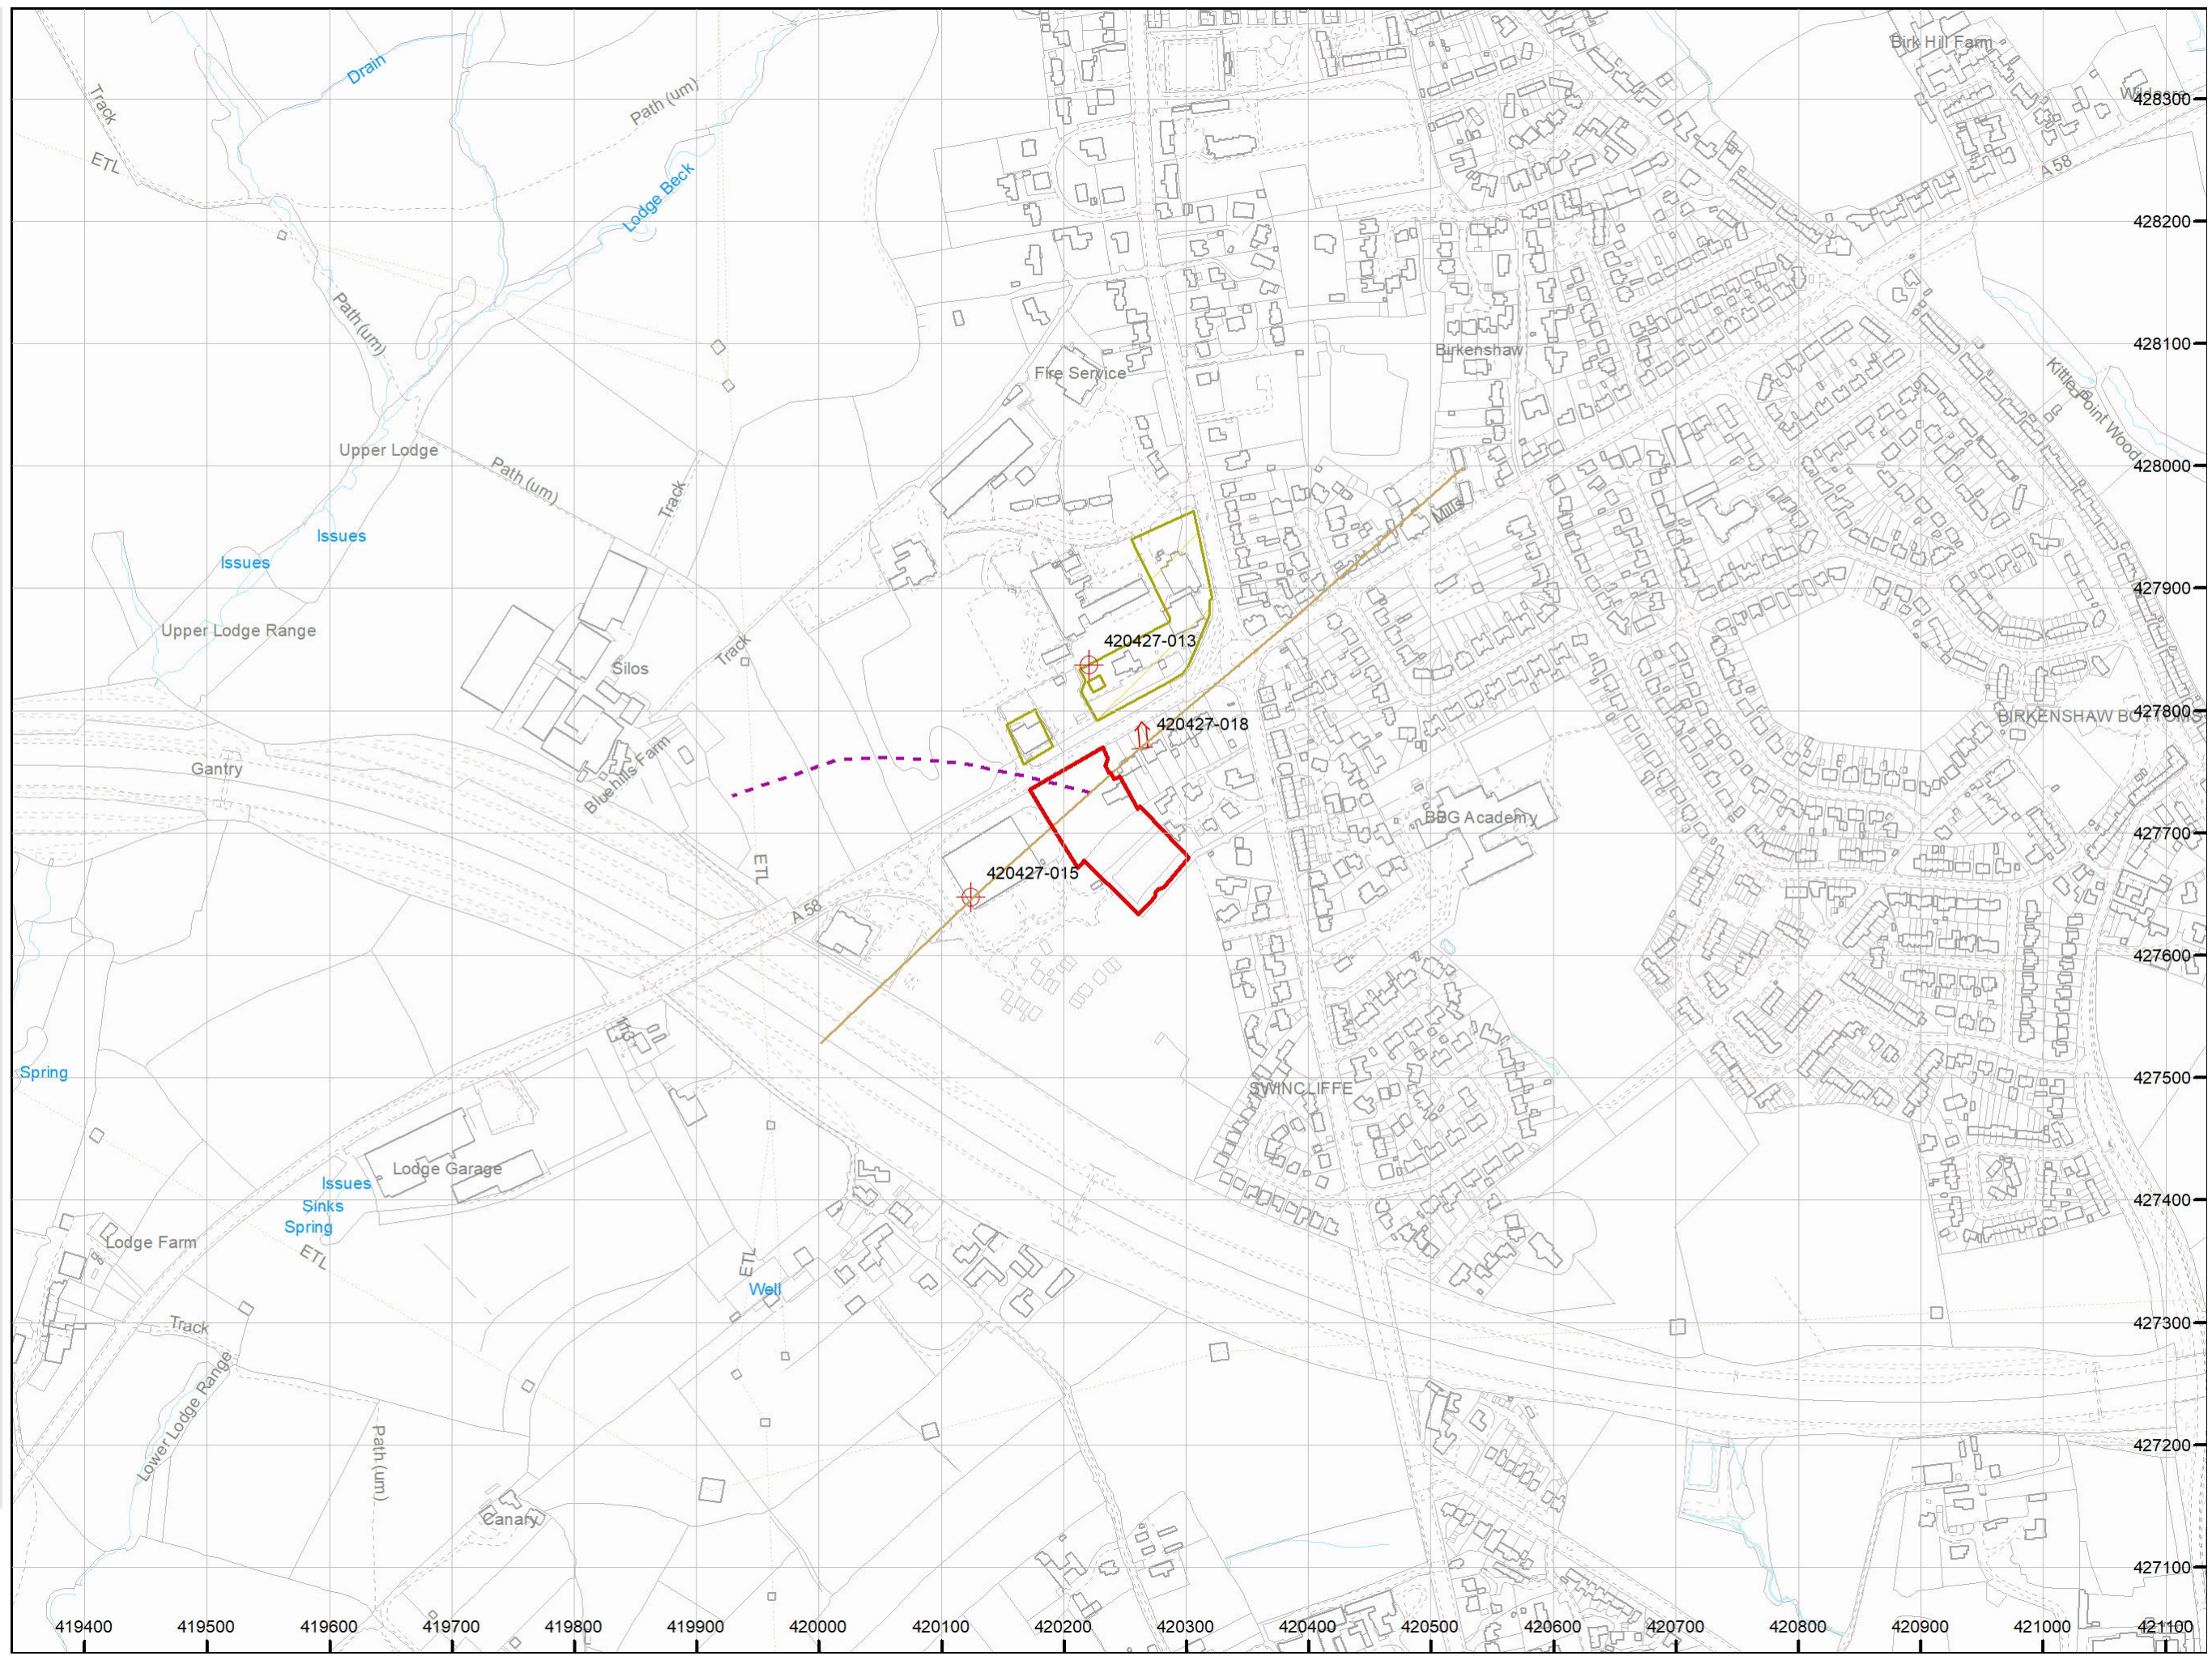 Birk Hill Farm
Drain
Track
Path (um)
428300
ETL
A 58
Lodge Beck
428200
Path (um)
428100
Birkenshaw
Fire Service
Kittle Point Wood
Upper Lodge
Path (um)
428000
Track
Mills
Issues
Issues
427900
Upper Lodge Range
420427-013
Track
Silos
427800
BIRKENSHAW BOTTOMS
420427-018
Gantry
Bluehills Farm
BBG Academy
427700
ETL
420427-015
A 58
427600
Spring
SWINCLIFFE
427500
Lodge Garage
Issues
Sinks
Spring
427400
Lodge Farm
ETL
ETL
Well
427300
Track
Lower Lodge Range
Path (um)
427200
Canary
427100
419400 419500 419600 419700 419800 419900 420000 420100 420200 420300 420400 420500 420600 420700 420800 420900 421000 421100